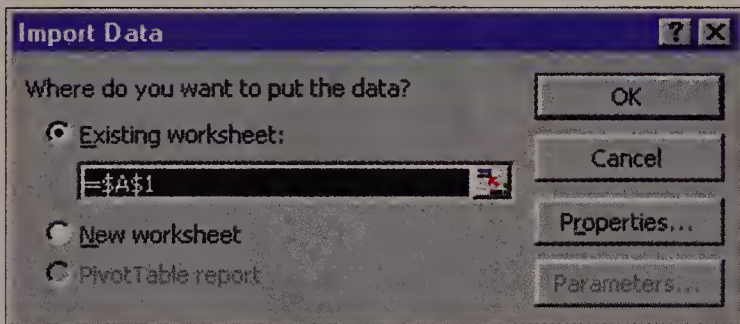 Import Data
Where do you want to put the data?
Existing worksheet:
=$A$1
New worksheet
PivotTable report
OK
Cancel
Properties...
Parameters...